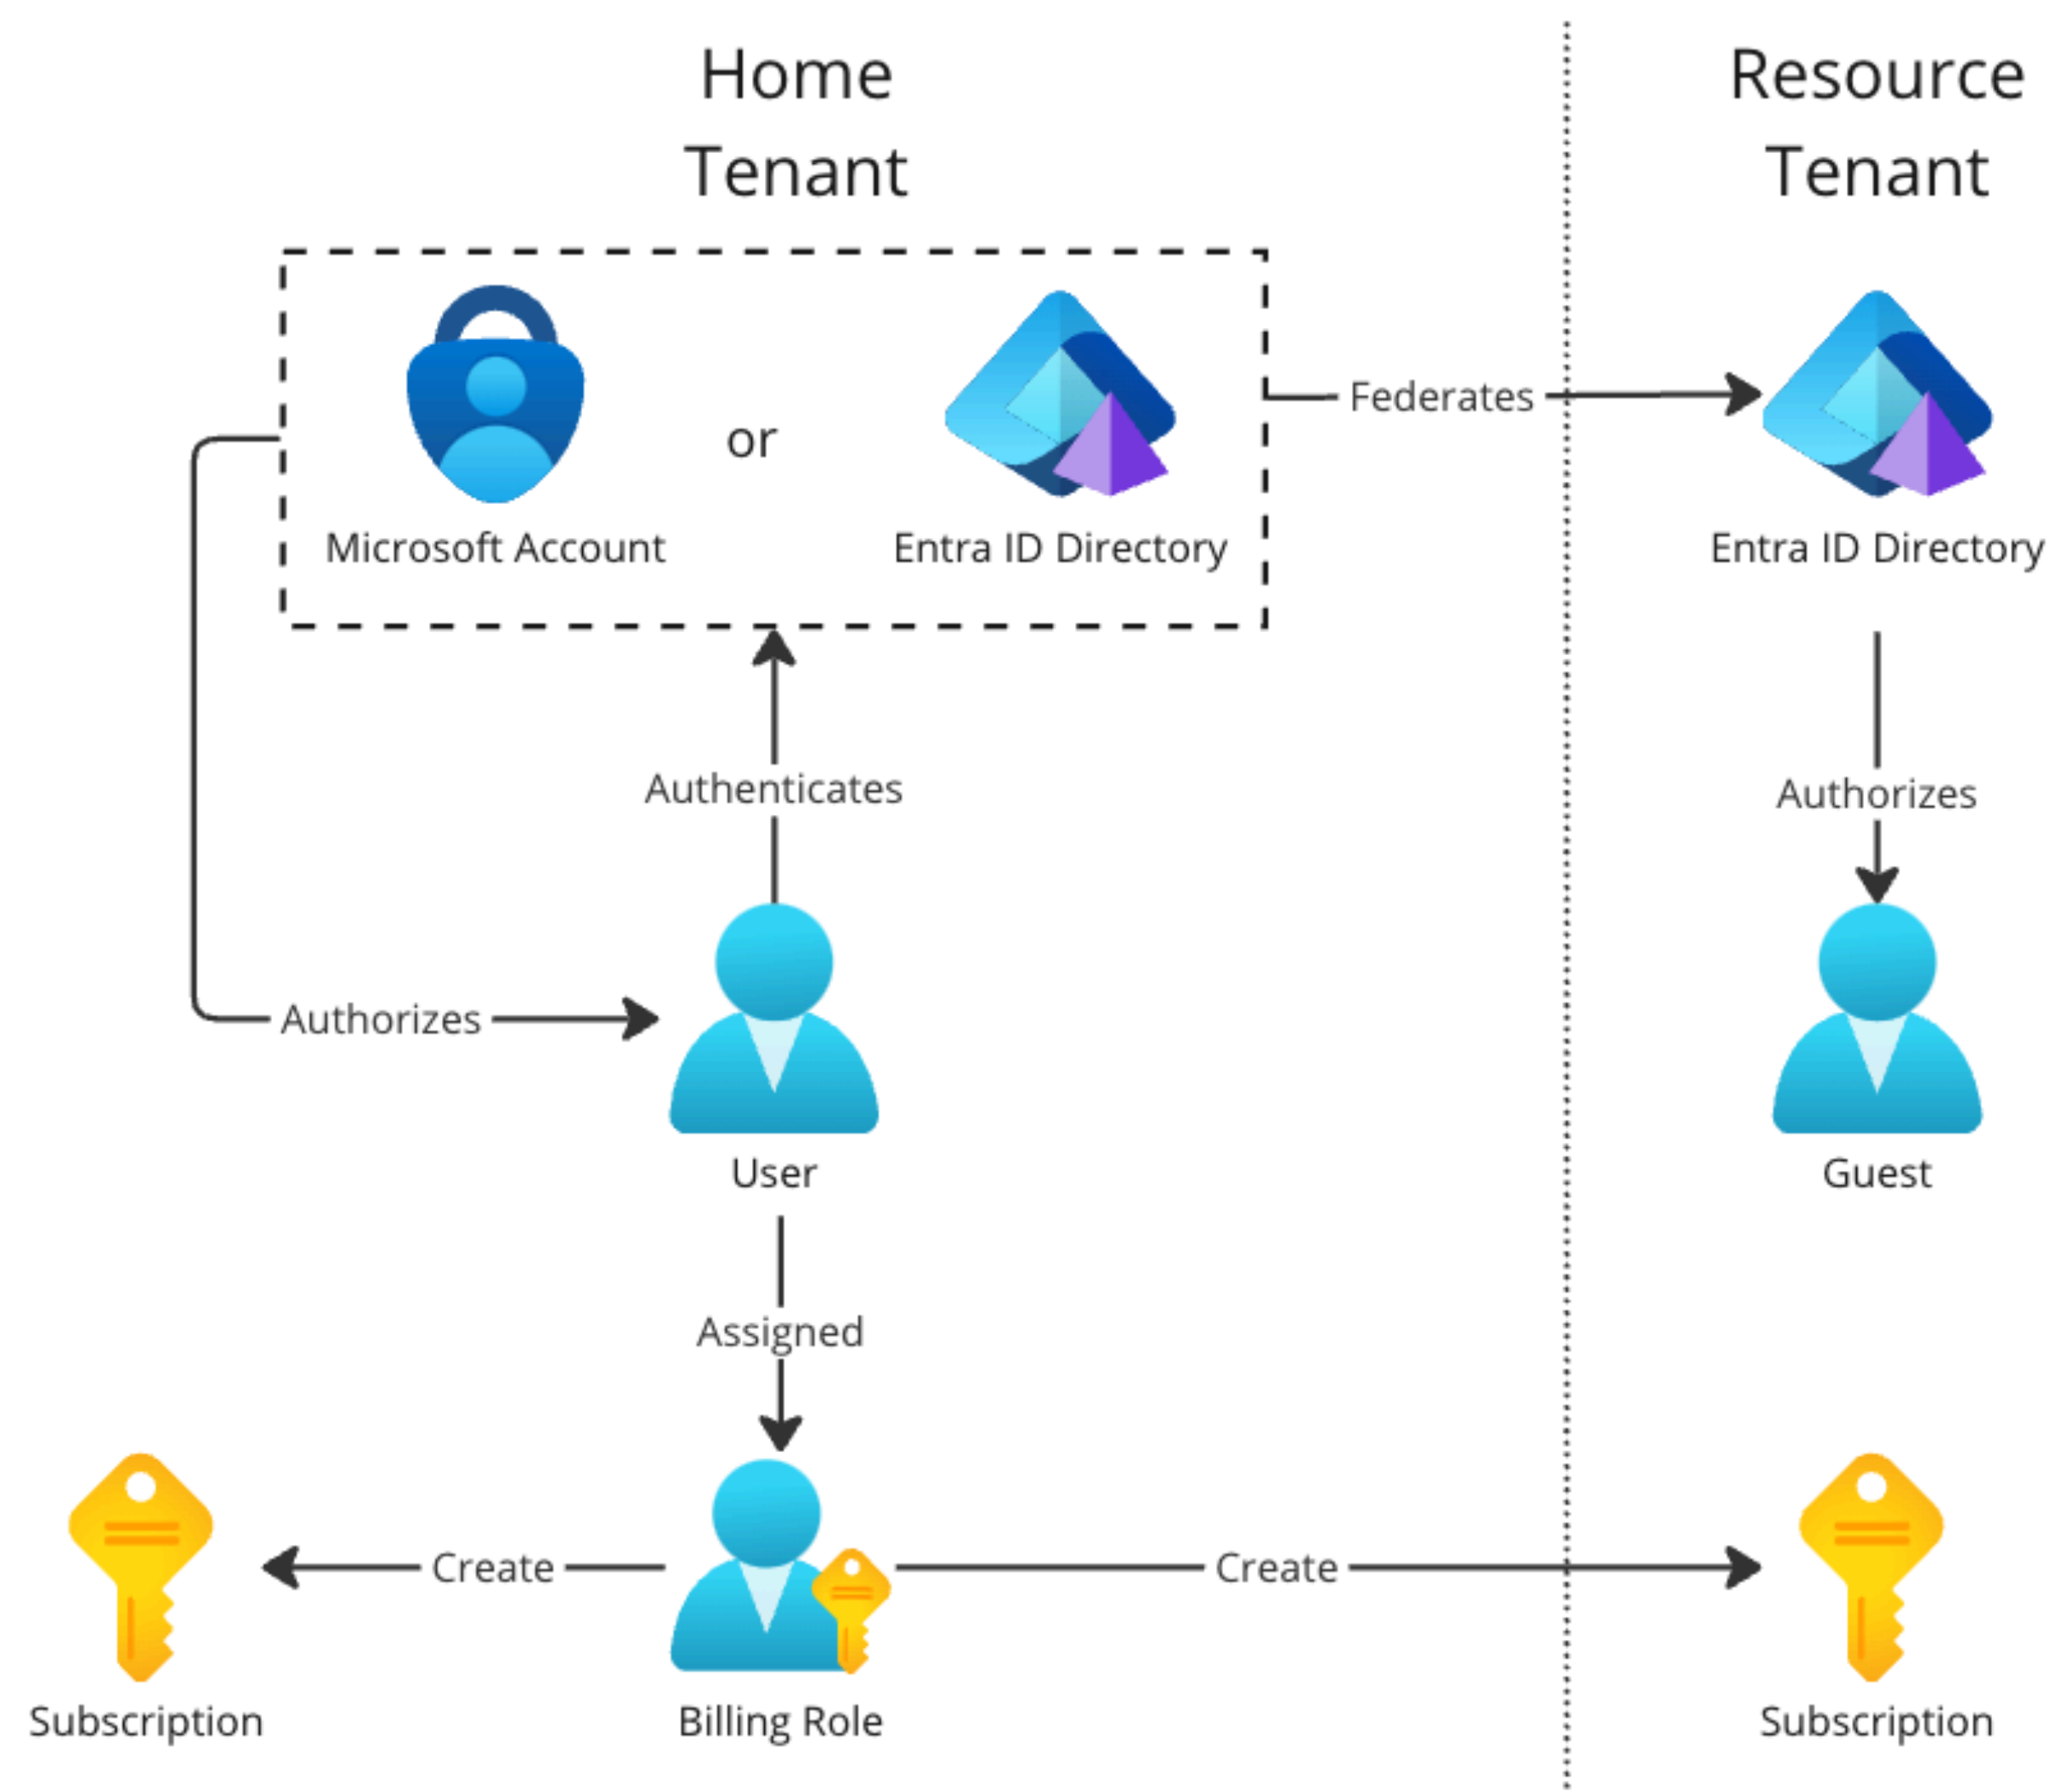 Home
Tenant
Resource
Tenant
or
Microsoft Account
Entra ID Directory
Federates
Entra ID Directory
Authenticates
Authorizes
Authorizes
User
Guest
Assigned
Create
Create
Subscription
Billing Role
Subscription